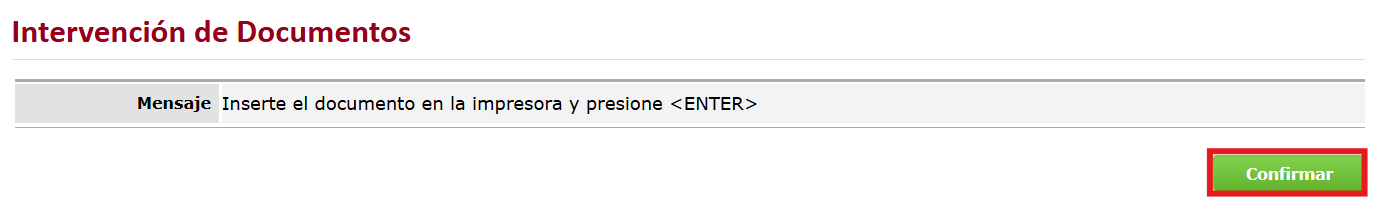 Intervención de Documentos
Mensaje Inserte el documento en la impresora y presione <ENTER>
Confirmar